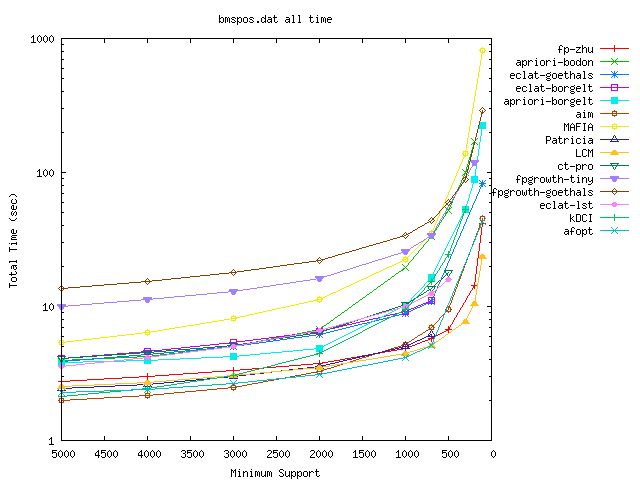 bmspos.dat all time
Total Time (sec)
1000
100
10
1
5000 4500 4000 3500 3000 2500 2000 1500 1000 500 0
Minimum Support
fp-zhu
apriori-bodon
eclat-goethals
eclat-borgelt
apriori-borgelt
aim
MAFIA
Patricia
LCM
ct-pro
fpgrowth-tiny
fpgrowth-goethals
eclat-lst
kDCI
afopt